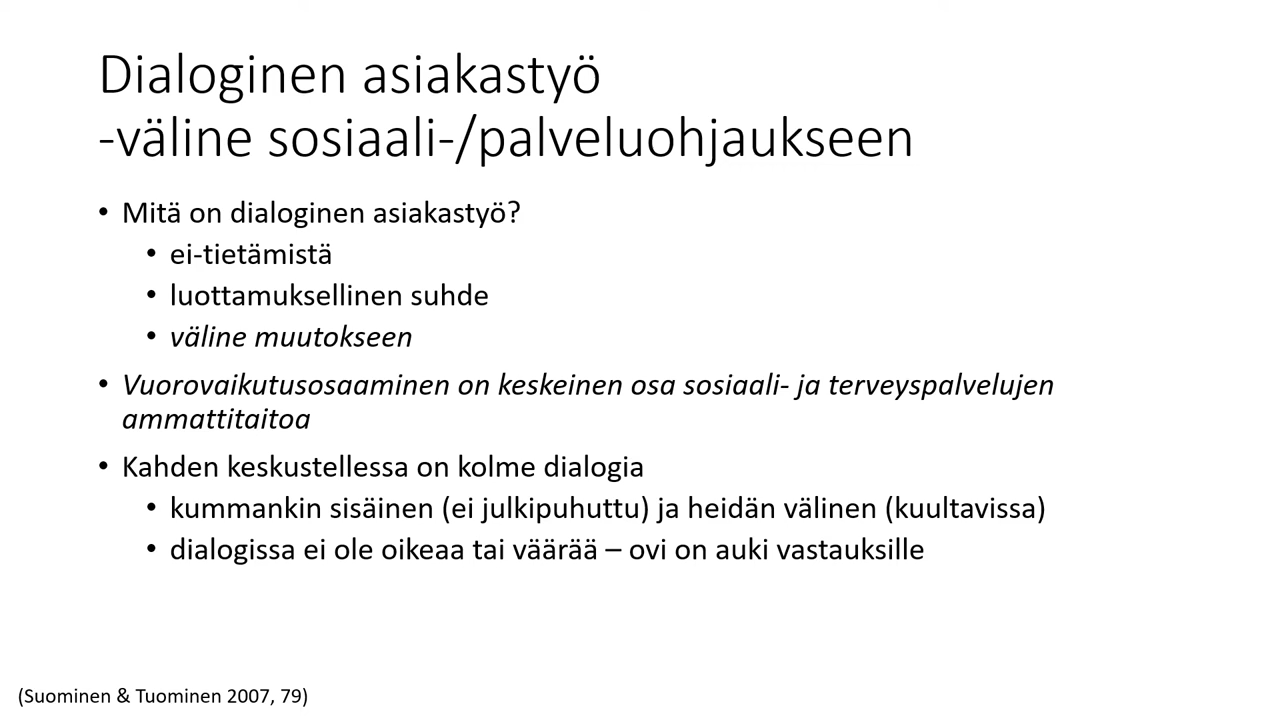 Dialoginen asiakastyö
-väline sosiaali-/palveluohjaukseen
• Mitä on dialoginen asiakastyö?
• ei-tietämistä
• luottamuksellinen suhde
• väline muutokseen
• Vuorovaikutusosaaminen on keskeinen osa sosiaali- ja terveyspalvelujen
ammattitaitoa
• Kahden keskustellessa on kolme dialogia
• kummankin sisäinen (ei julkipuhuttu) ja heidän välinen (kuultavissa)
• dialogissa ei ole oikeaa tai väärää – ovi on auki vastauksille
(Suominen & Tuominen 2007, 79)